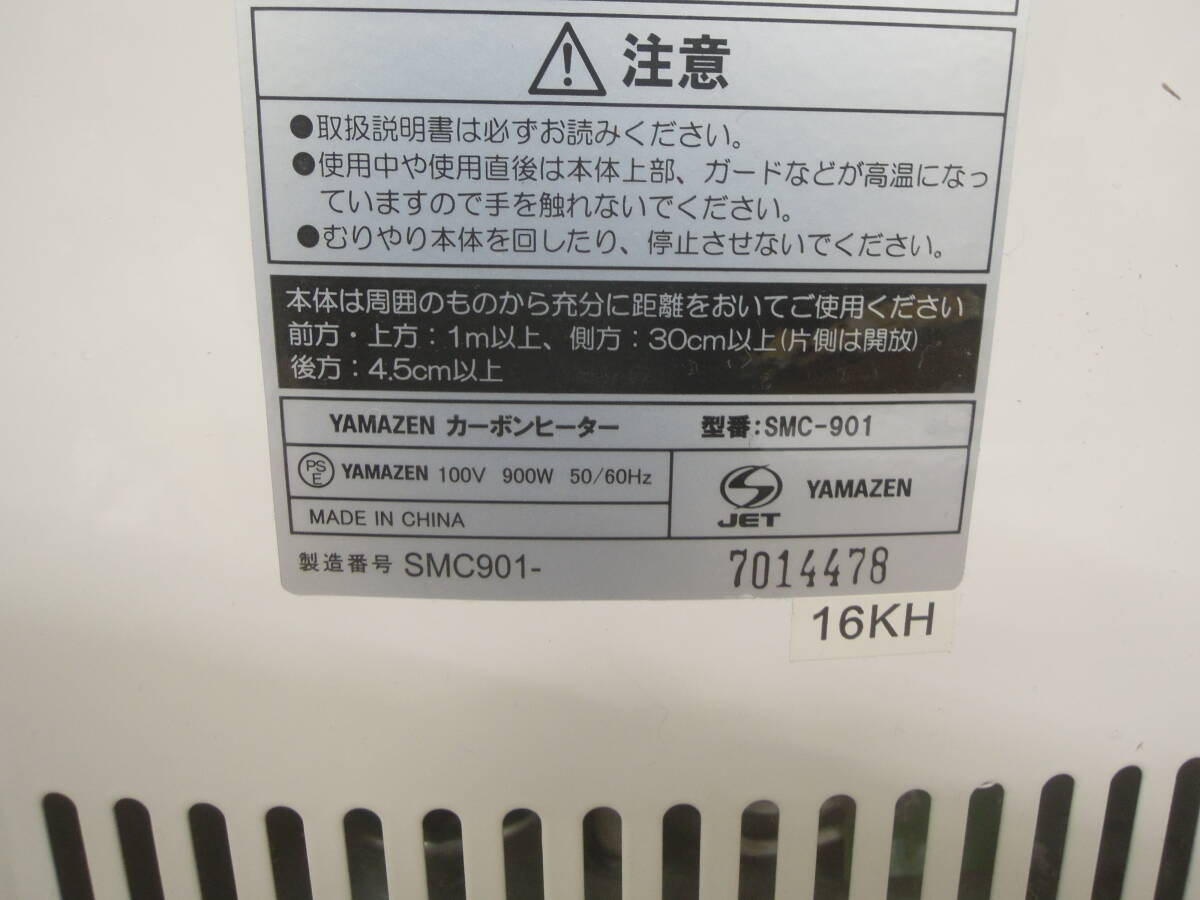 注意
●取扱説明書は必ずお読みください。
●使用中や使用直後は本体上部、ガードなどが高温になっ
ていますので手を触れないでください。
●むりやり本体を回したり、停止させないでください。
本体は周囲のものから充分に距離をおいてご使用ください
前方・上方：1m以上、側方：30cm以上(片側は開放)
後方：4.5cm以上
YAMAZEN カーボンヒーター 型番:SMC-901
PSE YAMAZEN 100V 900W 50/60Hz
JET YAMAZEN
MADE IN CHINA
製造番号 SMC901- 7014478
16KH